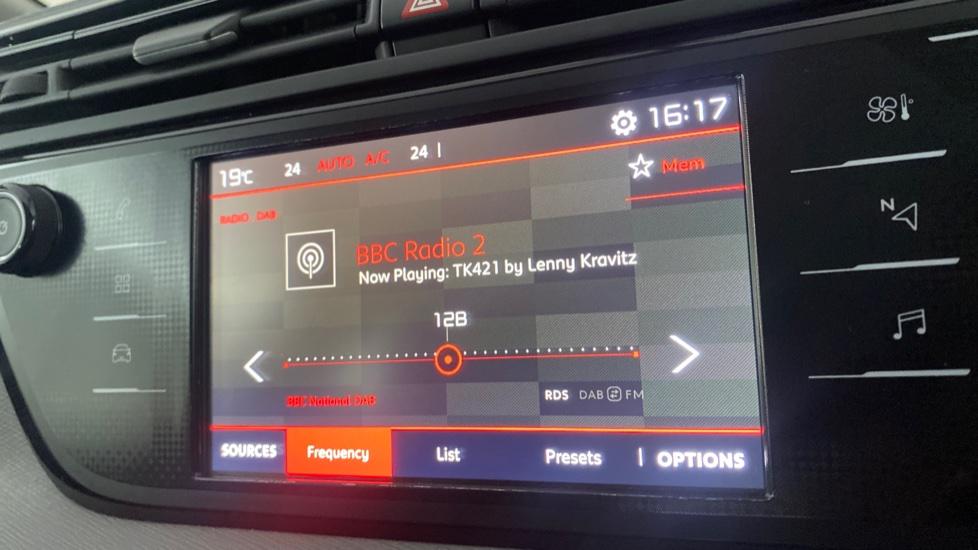 19°C 24 AUTO A/C 24 | 16:17
Mem
RADIO DAB
BBC Radio 2
Now Playing: TK421 by Lenny Kravitz
12B
BBC National DAB
RDS DAB FM
SOURCES Frequency List Presets | OPTIONS
N